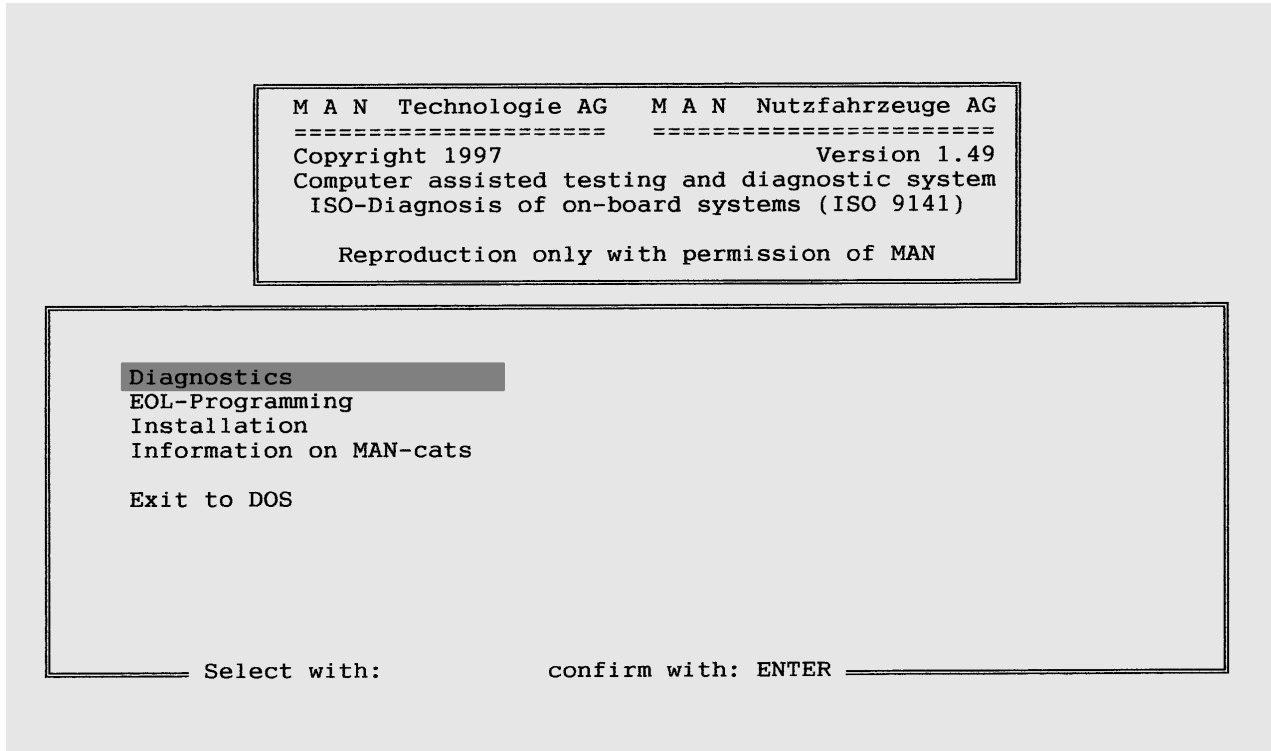 M A N  Technologie AG   M A N  Nutzfahrzeuge AG
=====================   =======================
Copyright 1997                     Version 1.49
Computer assisted testing and diagnostic system
ISO-Diagnosis of on-board systems (ISO 9141)
Reproduction only with permission of MAN
Diagnostics
EOL-Programming
Installation
Information on MAN-cats
Exit to DOS
Select with:           confirm with: ENTER